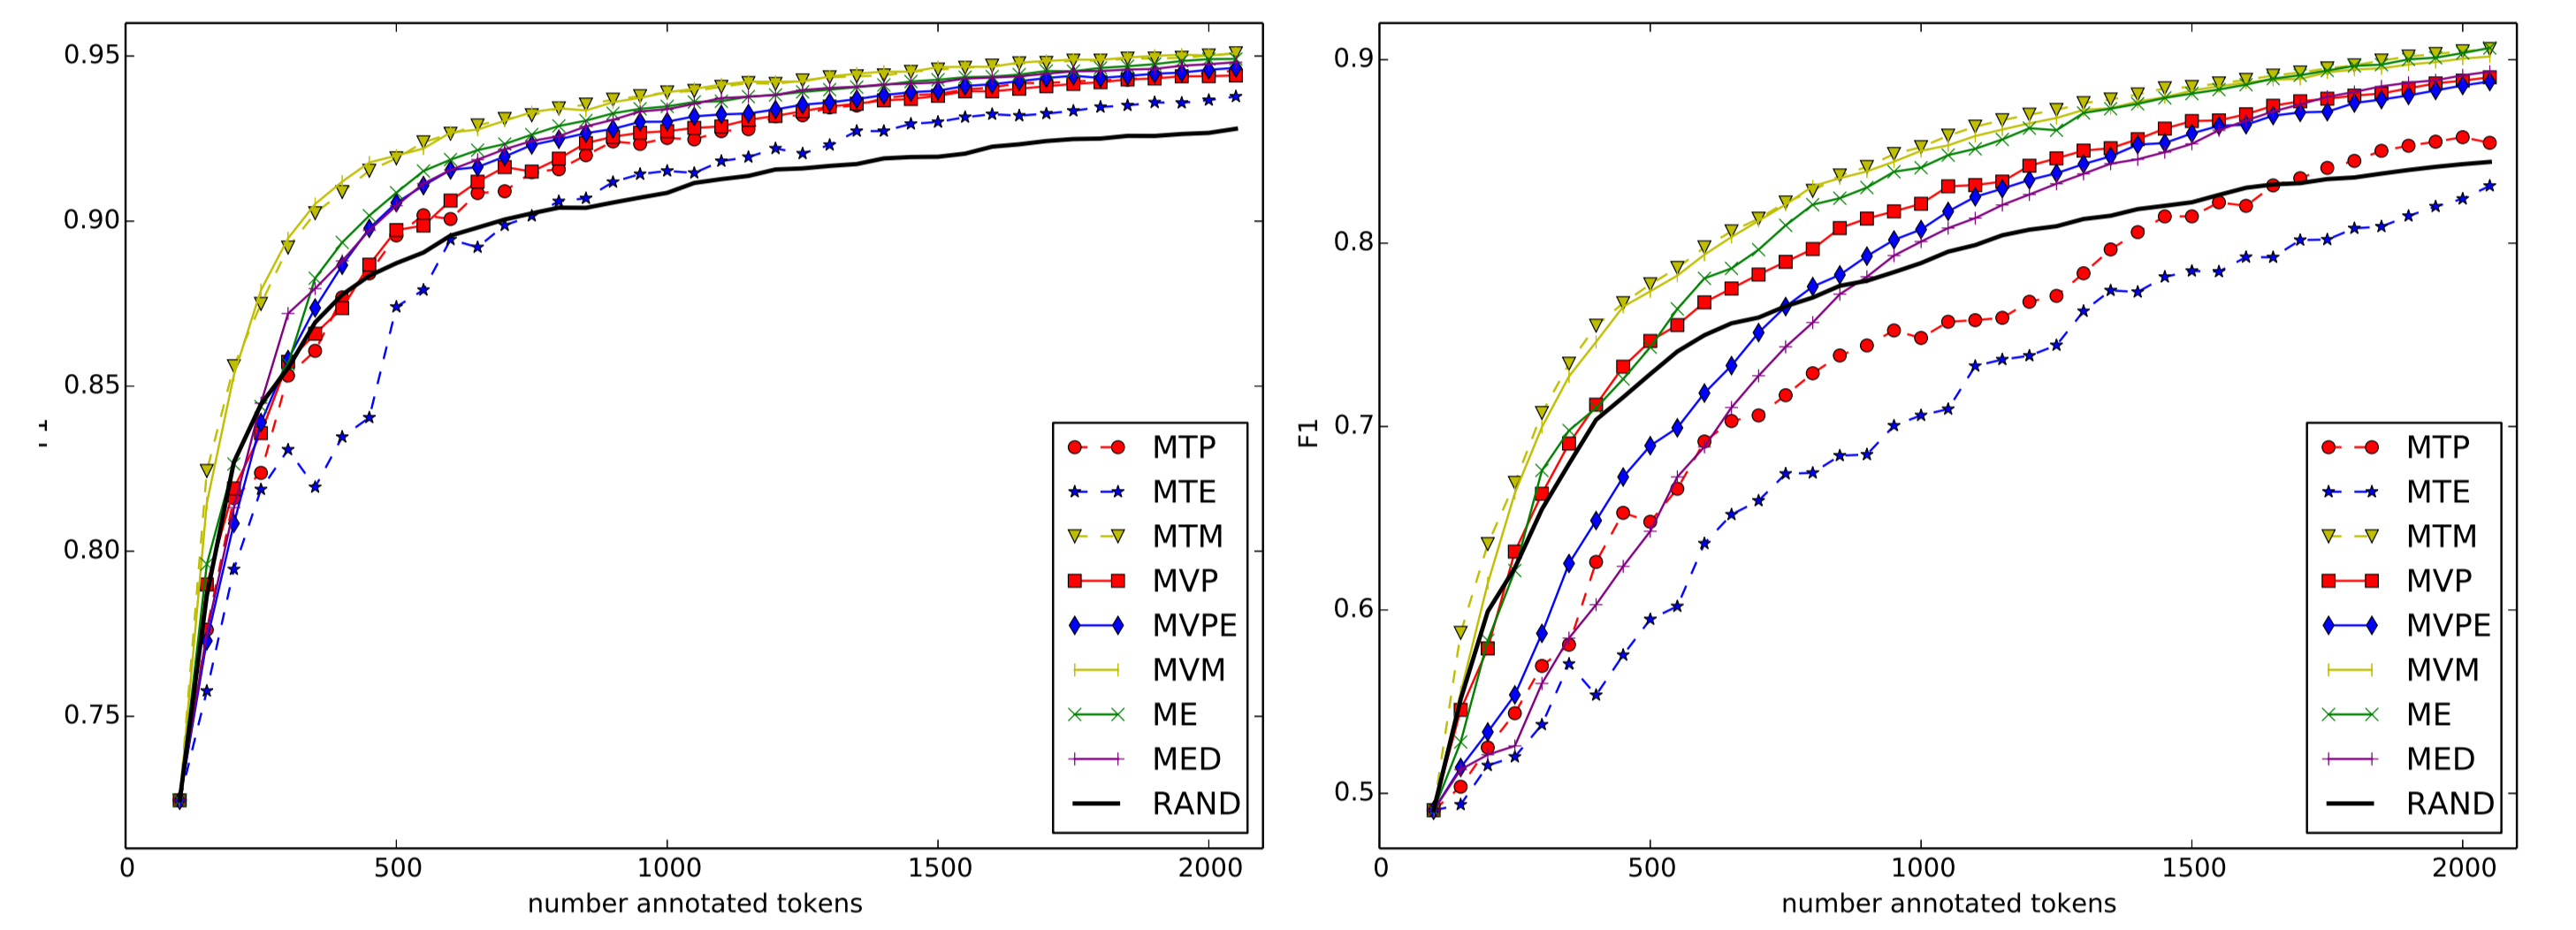 0.95
0.90
0.85
0.80
0.75
0 500 1000 1500 2000
number annotated tokens
MTP
MTE
MTM
MVP
MVPE
MVM
ME
MED
RAND
F1
0.9
0.8
0.7
0.6
0.5
0 500 1000 1500 2000
number annotated tokens
MTP
MTE
MTM
MVP
MVPE
MVM
ME
MED
RAND